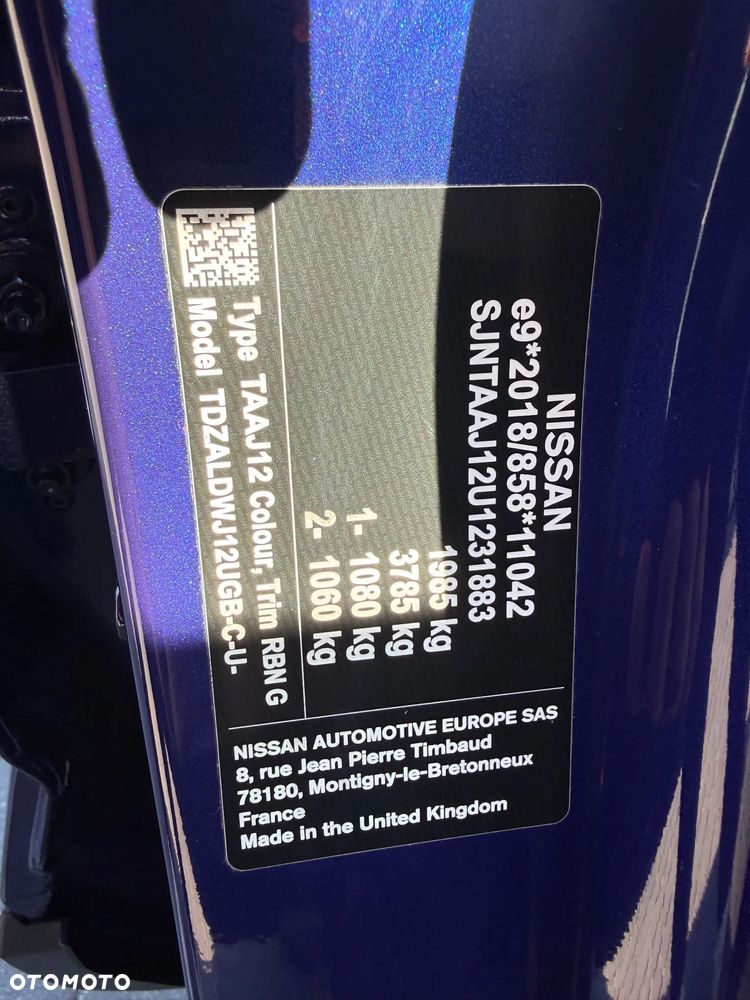 NISSAN
e9*2018/858*11042
SJNTAAJ12U1231883
1985 kg
3785 kg
1- 1080 kg
2- 1060 kg
Type TAAJ12 Colour, Trim RBN G
Model TDZALDWJ12UGB-C-U-
NISSAN AUTOMOTIVE EUROPE SAS
8, rue Jean Pierre Timbaud
78180, Montigny-le-Bretonneux
France
Made in the United Kingdom
OTOMOTO